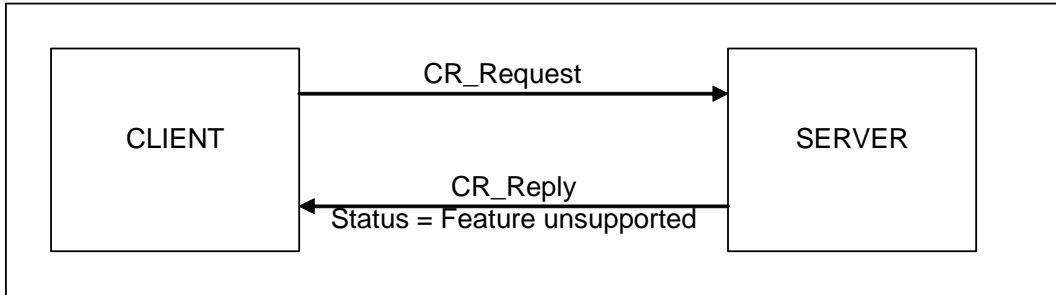 CR_Request
CLIENT
SERVER
CR_Reply
Status = Feature unsupported